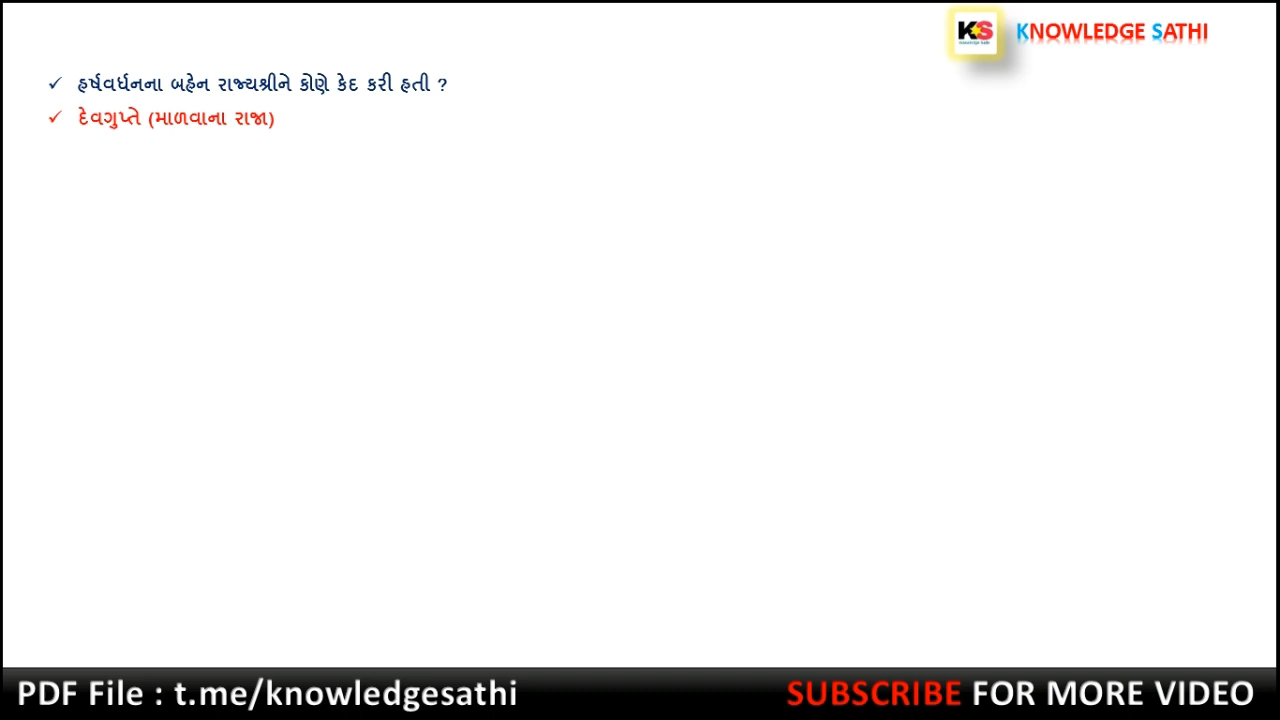 KS
KNOWLEDGE SATHI
✓ હર્ષવર્ધનના બહેન રાજ્યશ્રીને કોણે કેદ કરી હતી ?
✓ દેવગુપ્તે (માળવાના રાજા)
PDF File : t.me/knowledgesathi
SUBSCRIBE FOR MORE VIDEO